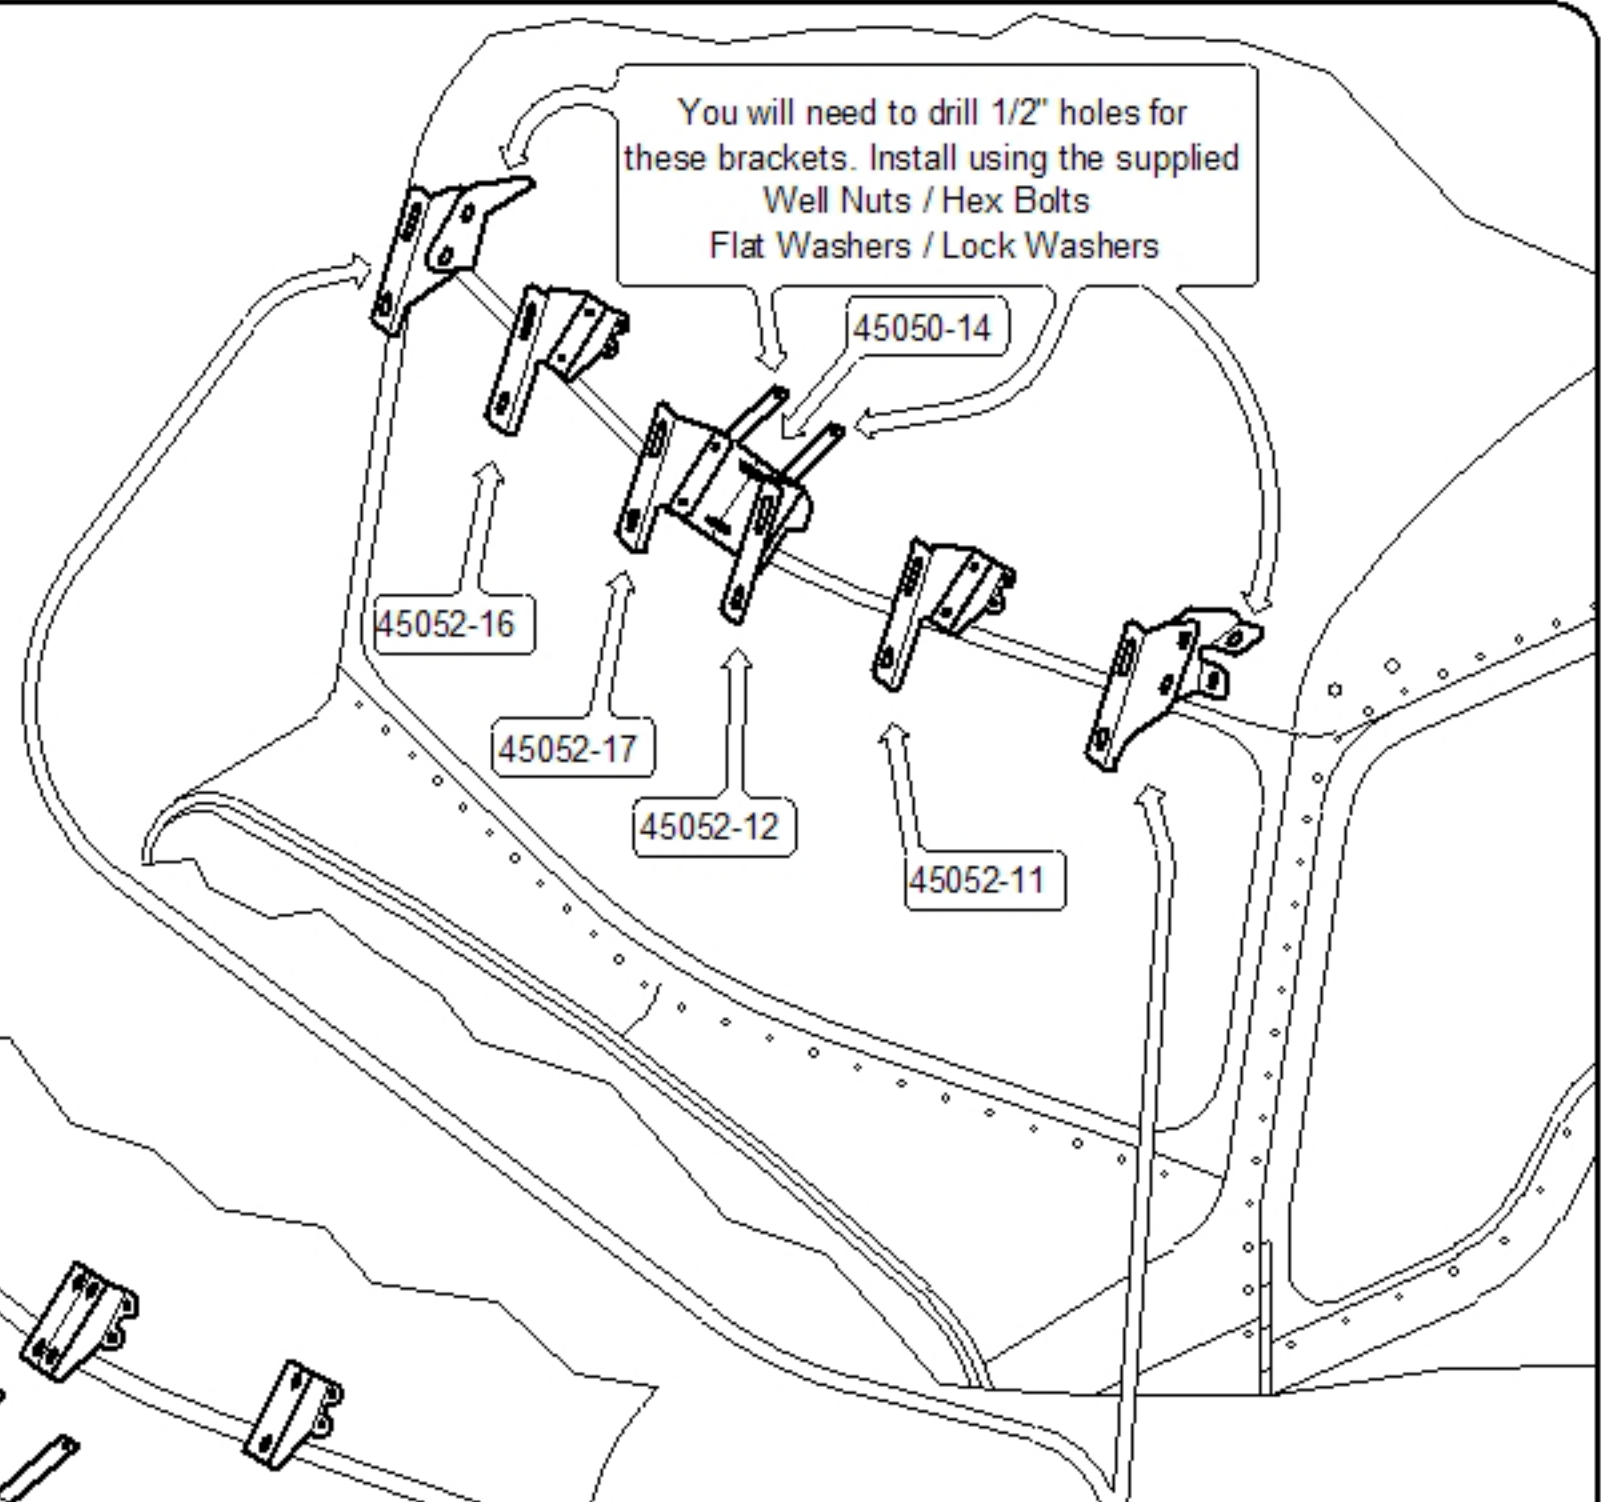 You will need to drill 1/2" holes for
these brackets. Install using the supplied
Well Nuts / Hex Bolts
Flat Washers / Lock Washers
45050-14
45052-16
45052-17
45052-12
45052-11